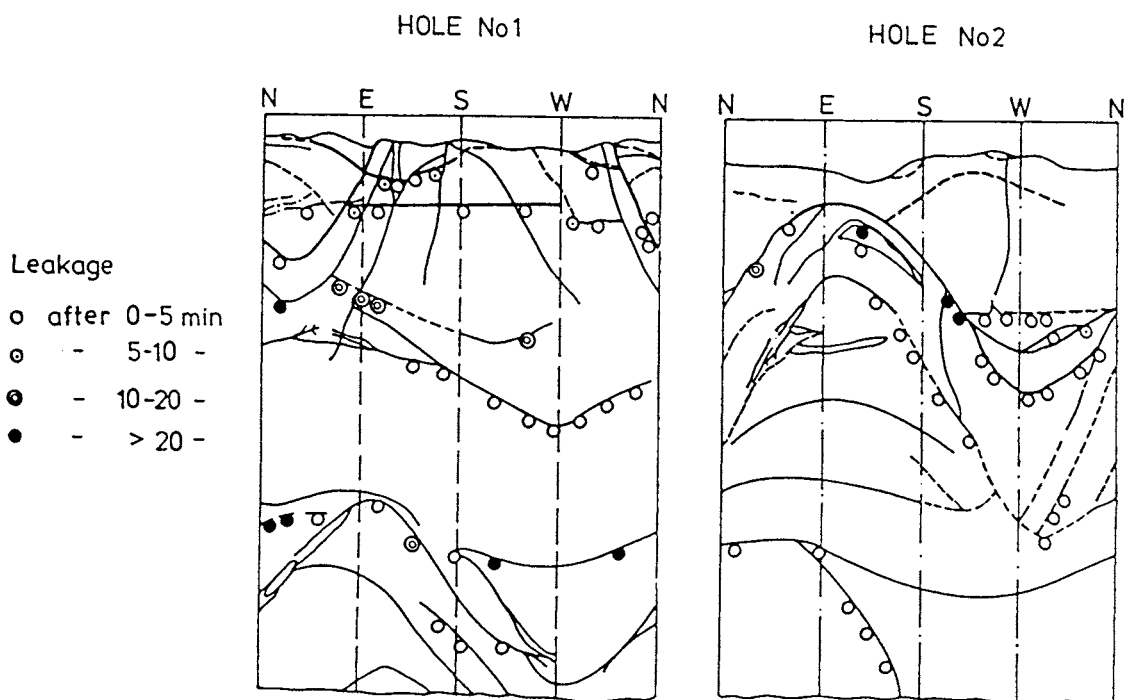 HOLE No1
HOLE No2
N E S W N
N E S W N
Leakage
after 0-5 min
- 5-10 -
- 10-20 -
- > 20 -